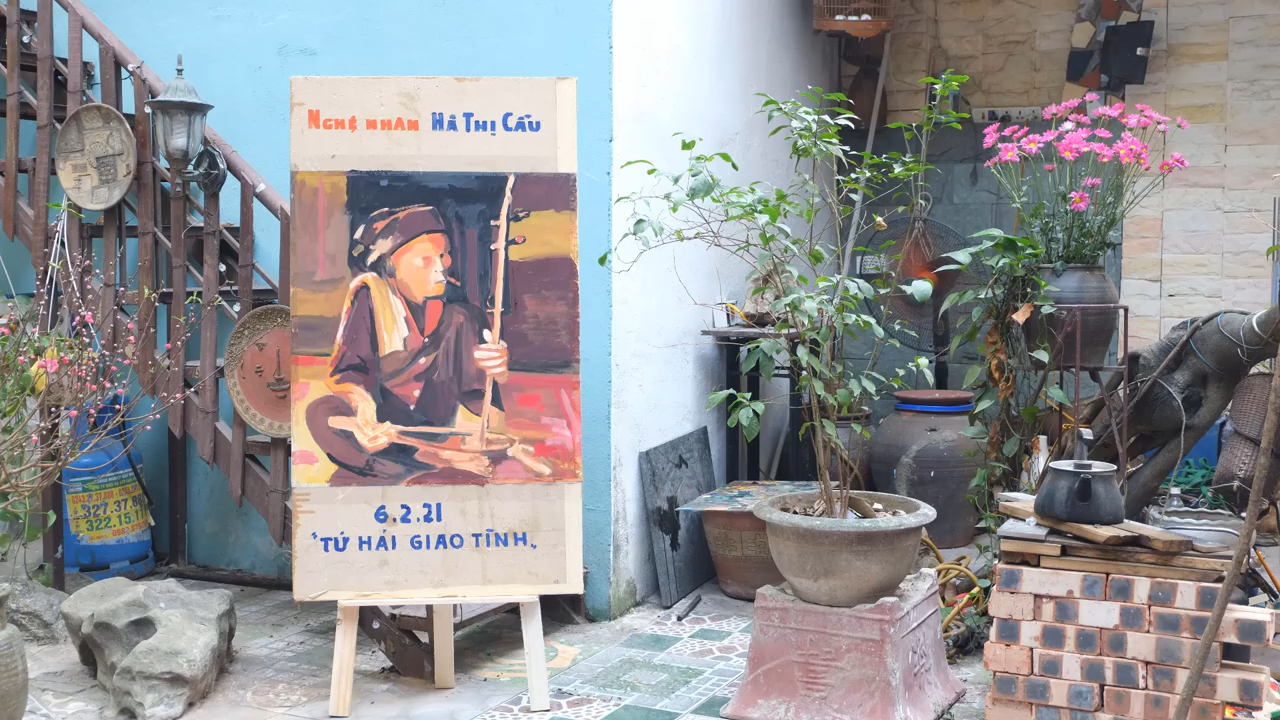 NGHỆ NHÂN HÀ THỊ CẦU
6.2.21
"TỨ HẢI GIAO TÌNH"
327.37.
322.15.